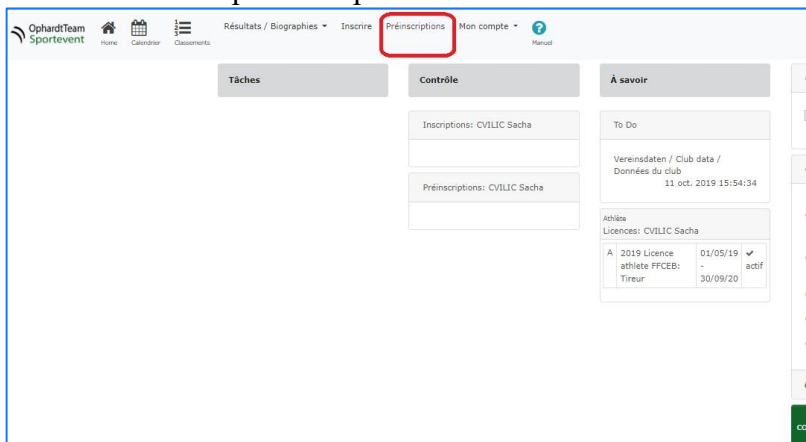 OphardtTeam
Sportevent
Home
Calendrier
Classements
Résultats / Biographies
Inscrire
Préinscriptions
Mon compte
Manuel
Tâches
Contrôle
À savoir
Inscriptions: CVILIC Sacha
Préinscriptions: CVILIC Sacha
To Do
Vereinsdaten / Club data /
Données du club
11 oct. 2019 15:54:34
Athlète
Licences: CVILIC Sacha
A 2019 Licence 01/05/19 ✔
athlete FFCEB: - actif
Tireur 30/09/20